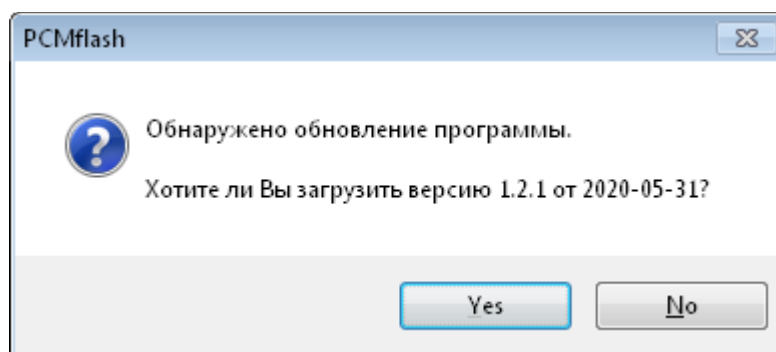 PCMflash
Обнаружено обновление программы.
Хотите ли Вы загрузить версию 1.2.1 от 2020-05-31?
Yes
No